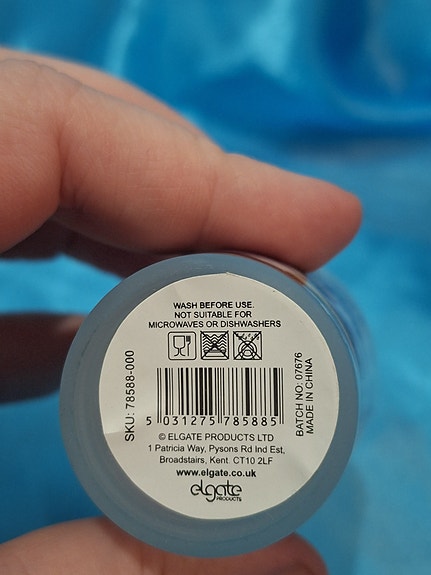 WASH BEFORE USE.
NOT SUITABLE FOR
MICROWAVES OR DISHWASHERS
SKU: 78588-000
5 031275 785885
BATCH NO: 07676
MADE IN CHINA
© ELGATE PRODUCTS LTD
1 Patricia Way, Pysons Rd Ind Est,
Broadstairs, Kent. CT10 2LF
www.elgate.co.uk
elgate
PRODUCTS